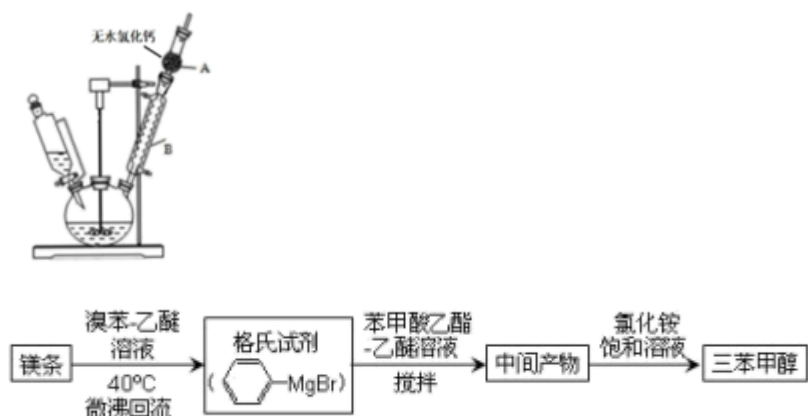 无水氯化钙
A
B
镁条
溴苯-乙醚
溶液
40℃
微沸回流
格氏试剂
( -MgBr)
苯甲酸乙酯
-乙醚溶液
搅拌
中间产物
氯化铵
饱和溶液
三苯甲醇